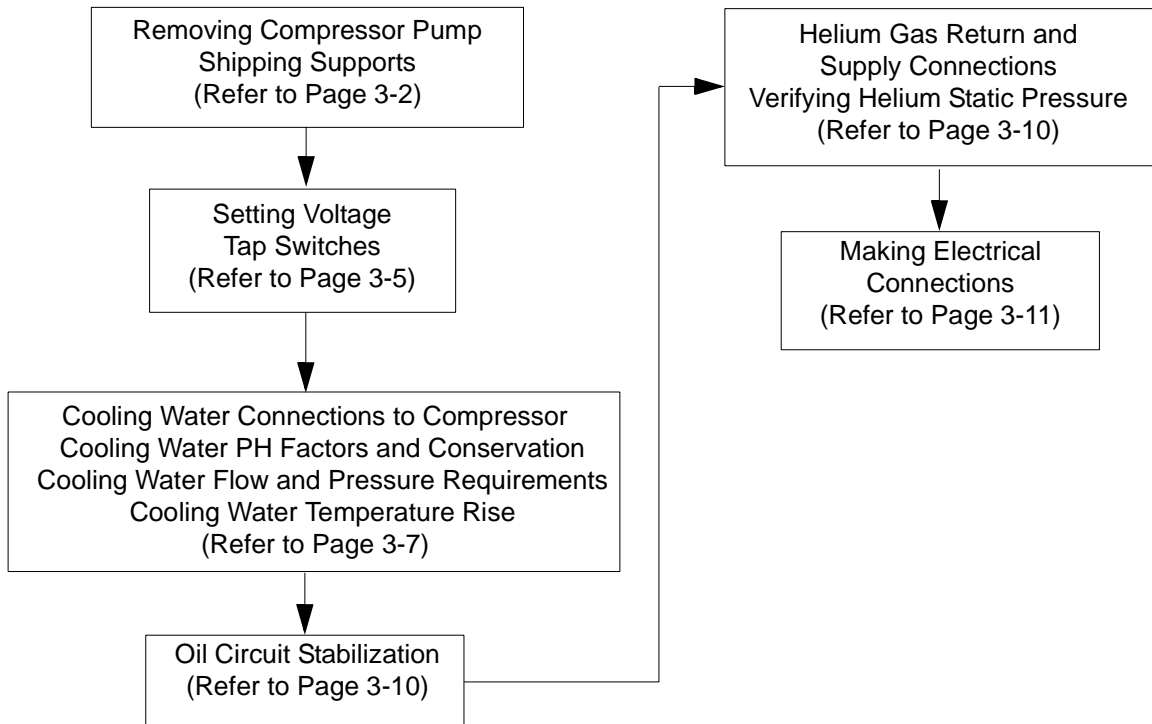 Removing Compressor Pump
Shipping Supports
(Refer to Page 3-2)
Setting Voltage
Tap Switches
(Refer to Page 3-5)
Cooling Water Connections to Compressor
Cooling Water PH Factors and Conservation
Cooling Water Flow and Pressure Requirements
Cooling Water Temperature Rise
(Refer to Page 3-7)
Oil Circuit Stabilization
(Refer to Page 3-10)
Helium Gas Return and
Supply Connections
Verifying Helium Static Pressure
(Refer to Page 3-10)
Making Electrical
Connections
(Refer to Page 3-11)